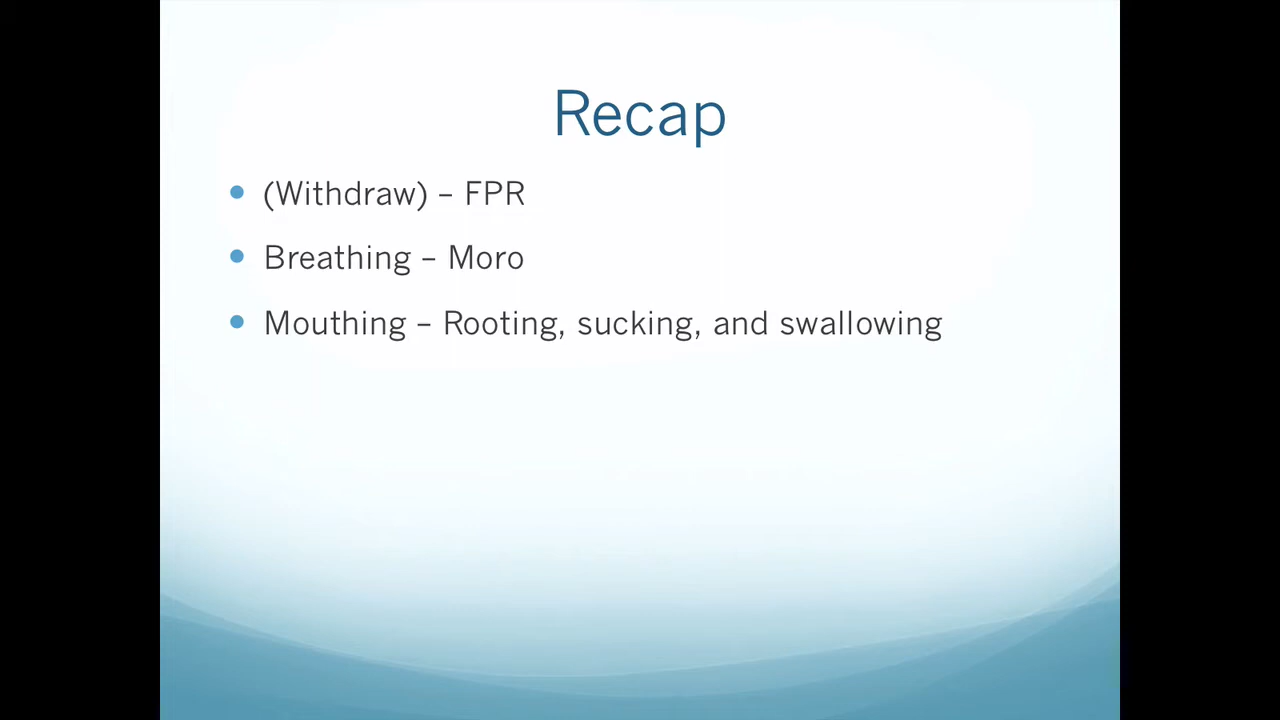 Recap
• (Withdraw) – FPR
• Breathing – Moro
• Mouthing – Rooting, sucking, and swallowing